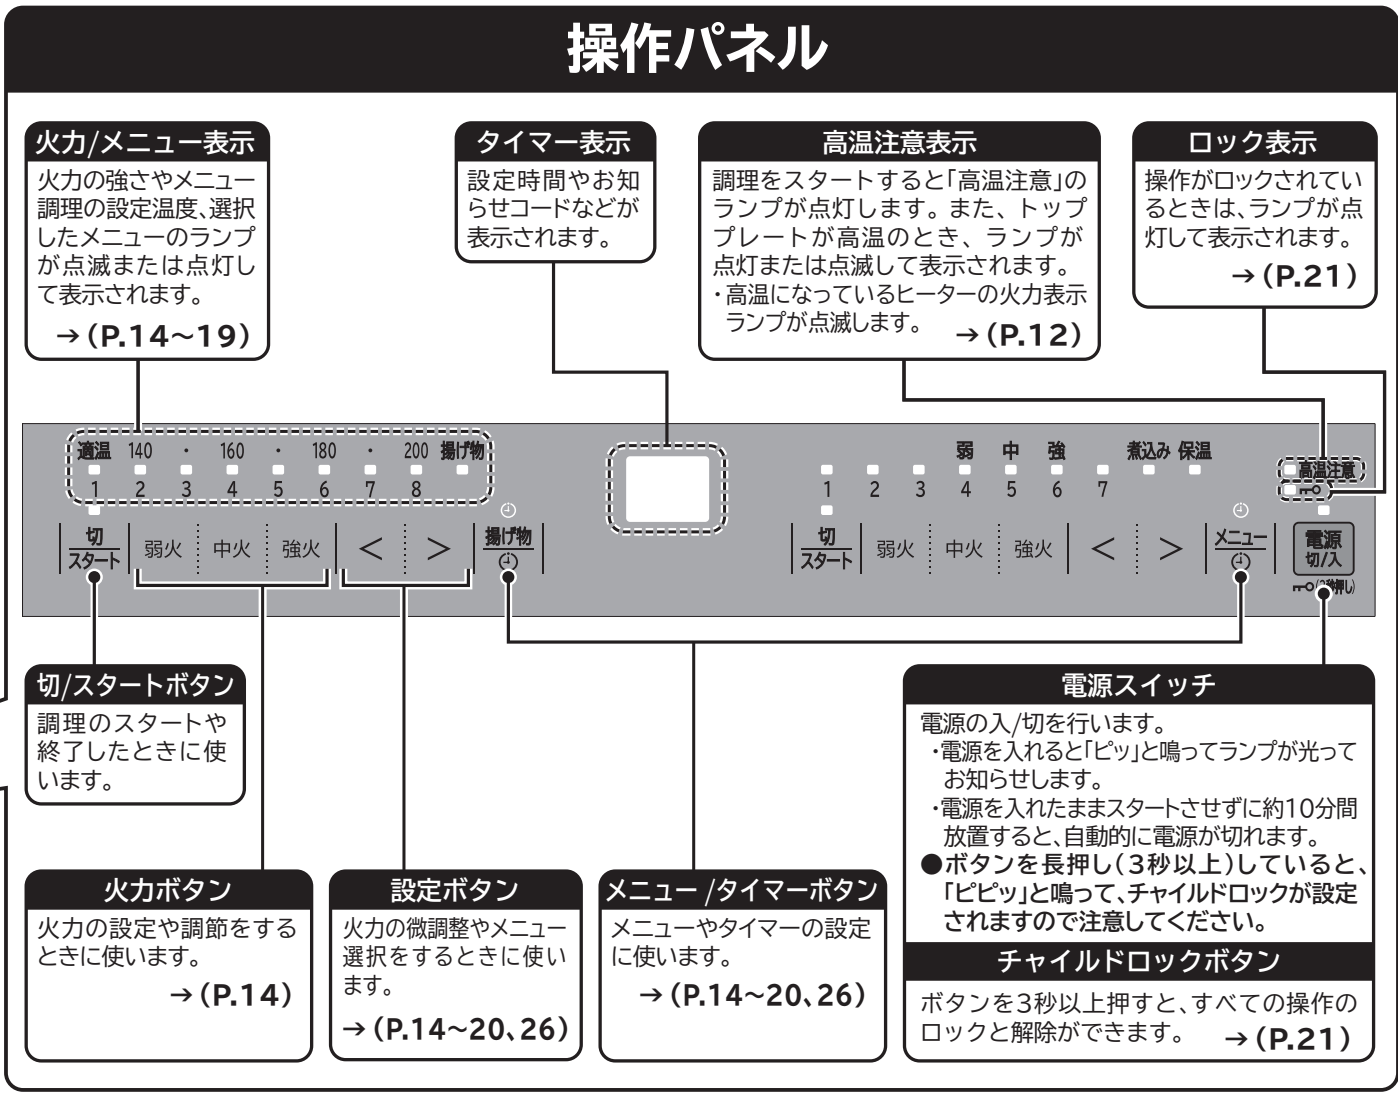 操作パネル
火力/メニュー表示
火力の強さやメニュー
調理の設定温度、選択
したメニューのランプ
が点滅または点灯し
て表示されます。
→(P.14～19)
タイマー表示
設定時間やお知
らせコードなどが
表示されます。
高温注意表示
調理をスタートすると「高温注意」の
ランプが点灯します。また、トップ
プレートが高温のとき、ランプが
点灯または点滅して表示されます。
・高温になっているヒーターの火力表示
ランプが点滅します。 →(P.12)
ロック表示
操作がロックされてい
るときは、ランプが点
灯して表示されます。
→(P.21)
適温 140 ・ 160 ・ 180 ・ 200 揚げ物
1 2 3 4 5 6 7 8
切
スタート
弱火 中火 強火 < >
揚げ物
弱 中 強 煮込み 保温
1 2 3 4 5 6 7
切
スタート
弱火 中火 強火 < >
メニュー
高温注意
電源
切/入
押し)
切/スタートボタン
調理のスタートや
終了したときに使
います。
火力ボタン
火力の設定や調節をする
ときに使います。
→(P.14)
設定ボタン
火力の微調整やメニュー
選択をするときに使い
ます。
→(P.14～20、26)
メニュー /タイマーボタン
メニューやタイマーの設定
に使います。
→(P.14～20、26)
電源スイッチ
電源の入/切を行います。
・電源を入れると「ピッ」と鳴ってランプが光って
お知らせします。
・電源を入れたままスタートさせずに約10分間
放置すると、自動的に電源が切れます。
●ボタンを長押し(3秒以上)していると、
「ピピッ」と鳴って、チャイルドロックが設定
されますので注意してください。
チャイルドロックボタン
ボタンを3秒以上押すと、すべての操作の
ロックと解除ができます。 →(P.21)